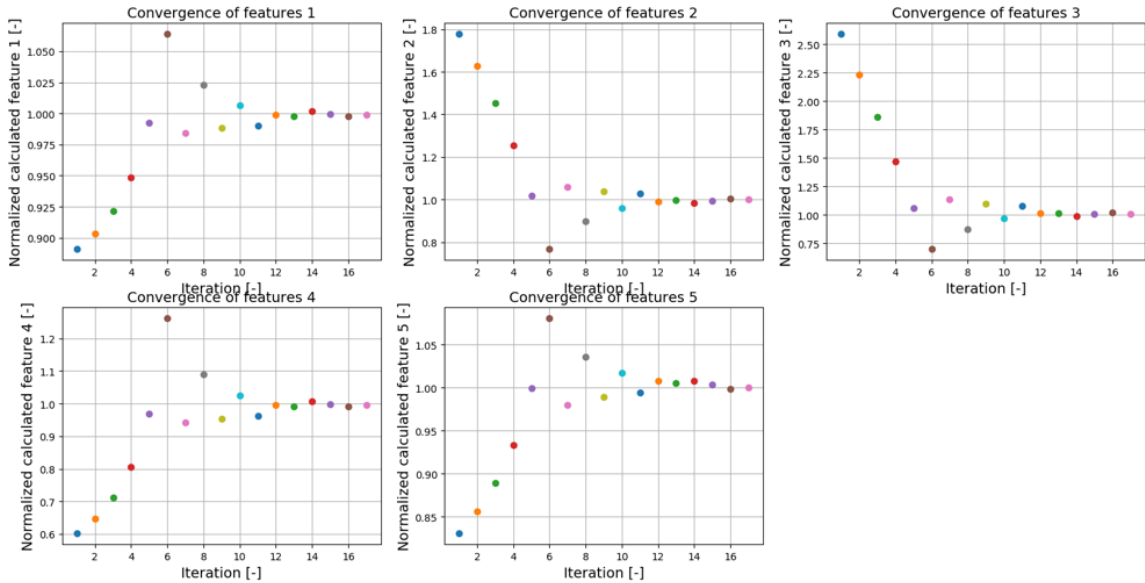 Convergence of features 1
Normalized calculated feature 1 [-]
1.050
1.025
1.000
0.975
0.950
0.925
0.900
2 4 6 8 10 12 14 16
Iteration [-]
Convergence of features 2
Normalized calculated feature 2 [-]
1.8
1.6
1.4
1.2
1.0
0.8
2 4 6 8 10 12 14 16
Iteration [-]
Convergence of features 3
Normalized calculated feature 3 [-]
2.50
2.25
2.00
1.75
1.50
1.25
1.00
0.75
2 4 6 8 10 12 14 16
Iteration [-]
Convergence of features 4
Normalized calculated feature 4 [-]
1.2
1.1
1.0
0.9
0.8
0.7
0.6
2 4 6 8 10 12 14 16
Iteration [-]
Convergence of features 5
Normalized calculated feature 5 [-]
1.05
1.00
0.95
0.90
0.85
2 4 6 8 10 12 14 16
Iteration [-]